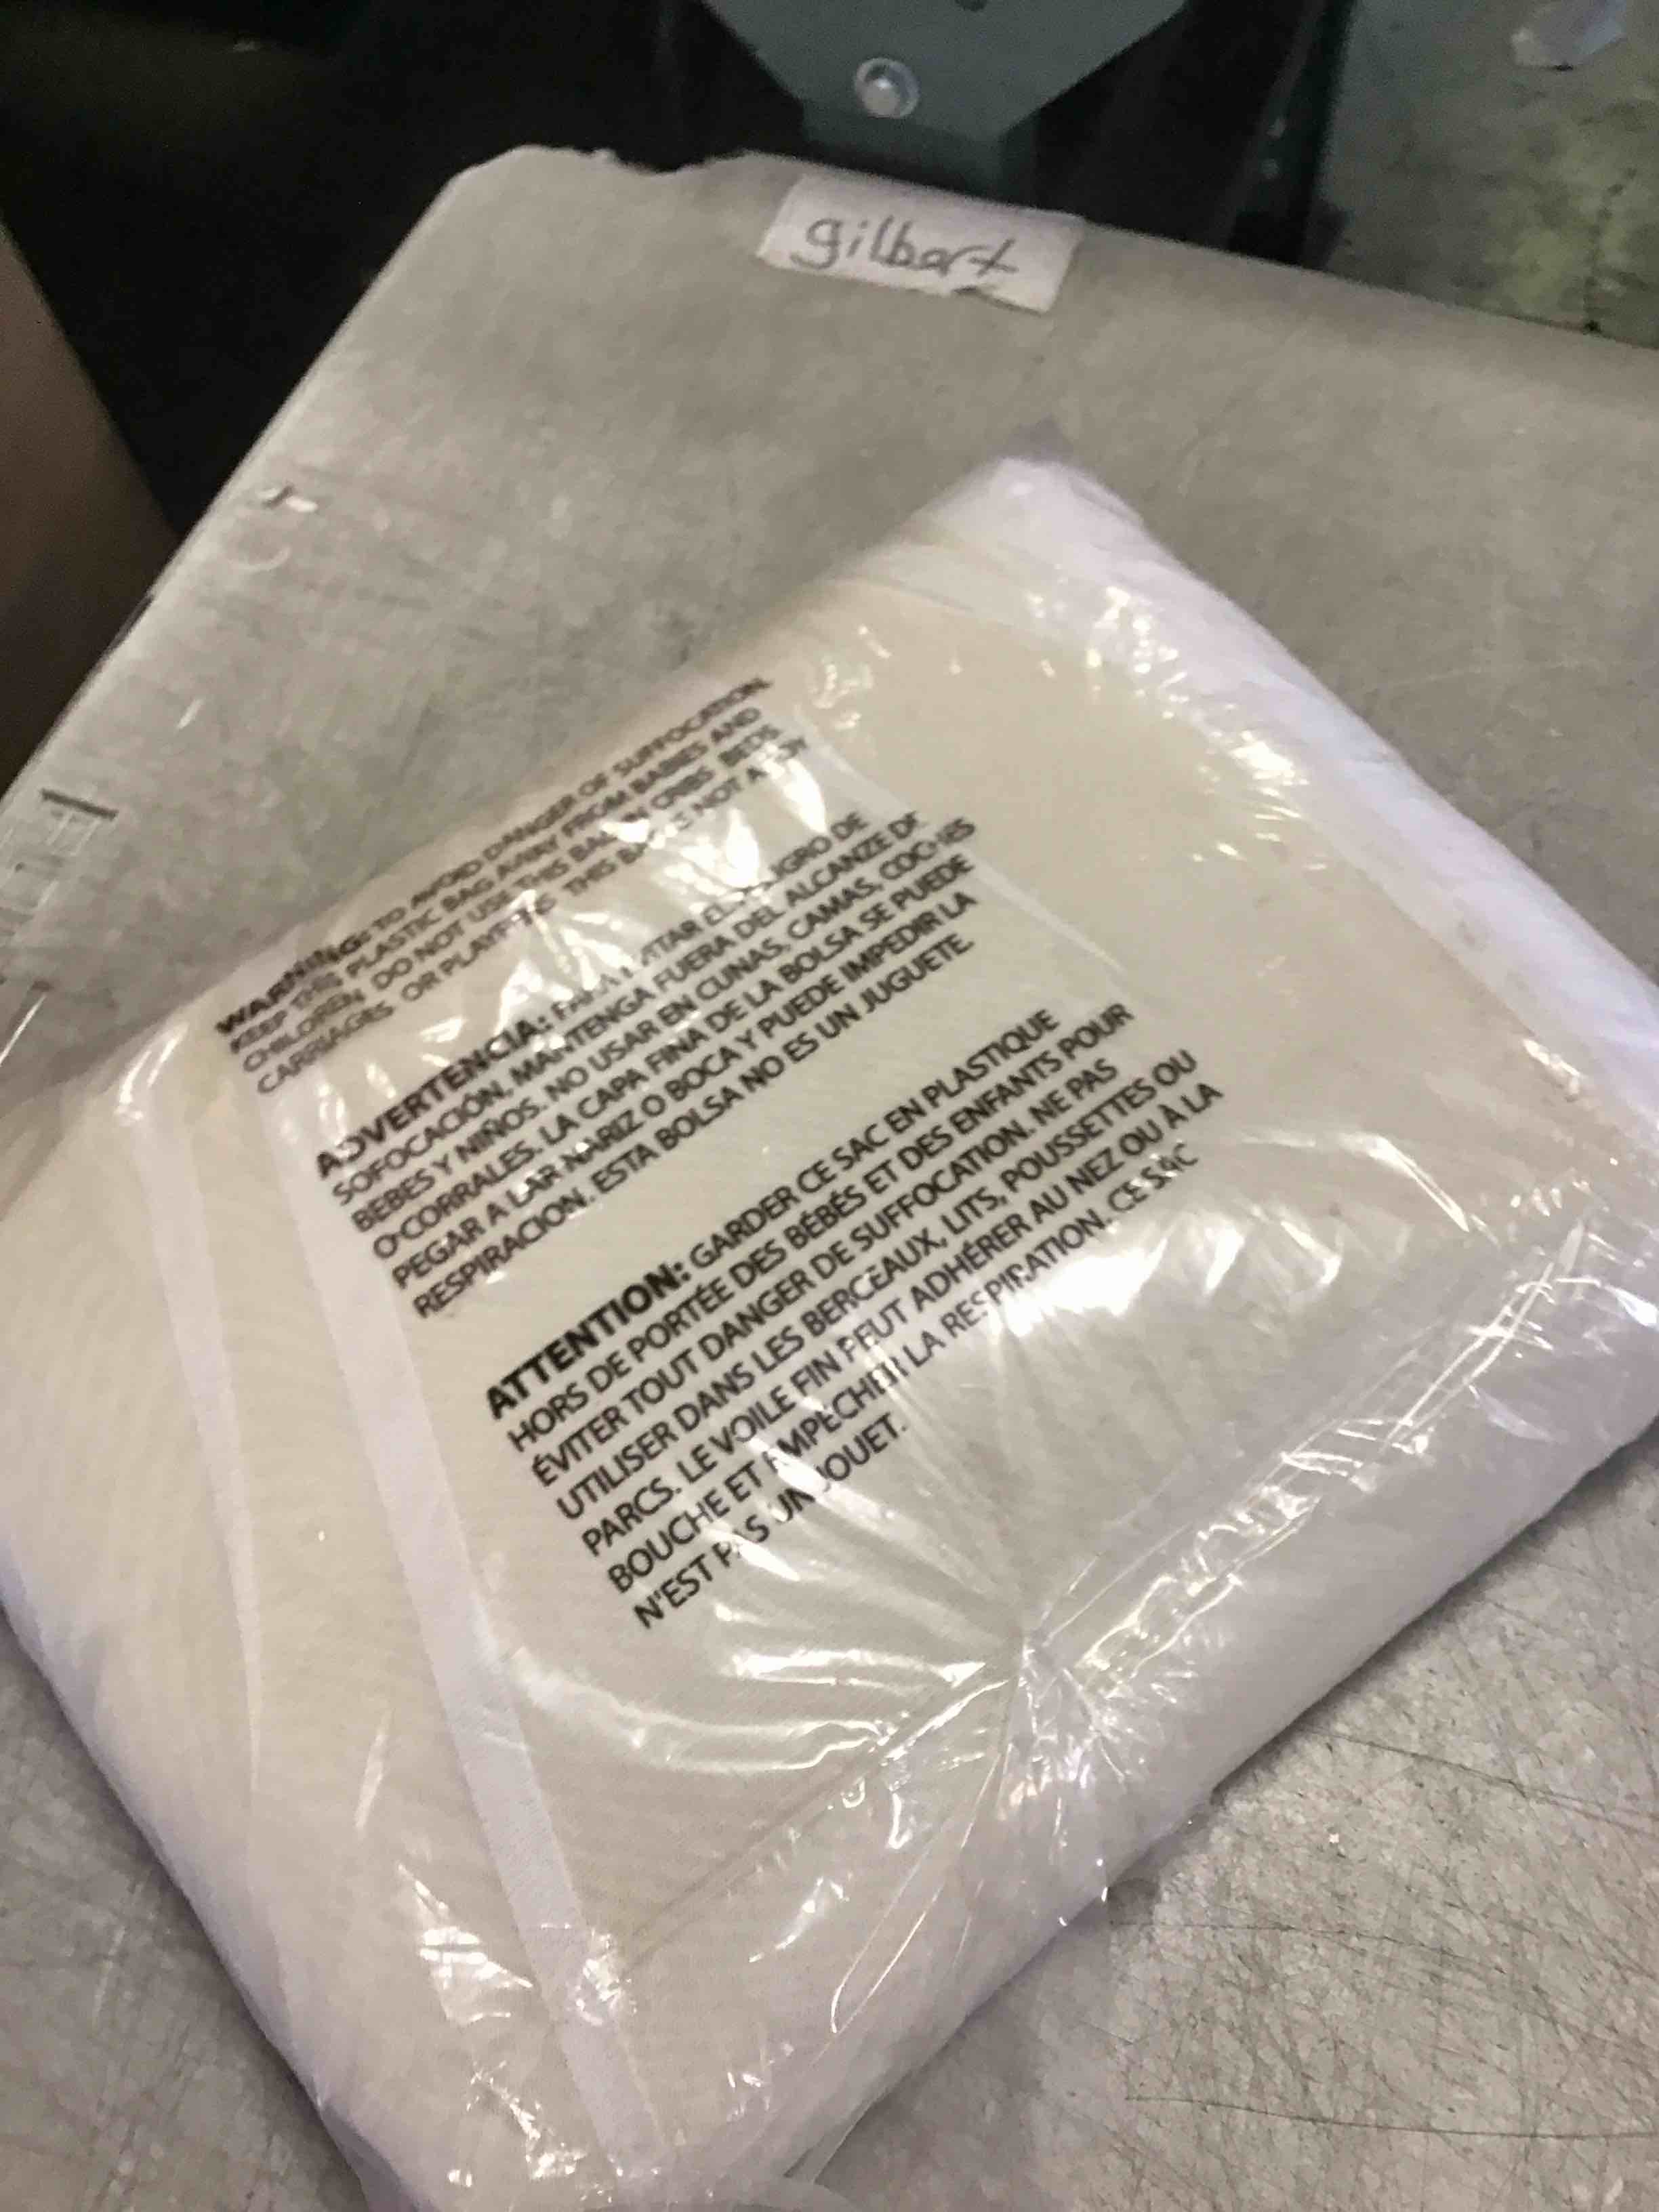 gilbert
WARNING: TO AVOID DANGER OF SUFFOCATION,
KEEP THIS PLASTIC BAG AWAY FROM BABIES AND
CHILDREN. DO NOT USE THIS BAG IN CRIBS, BEDS,
CARRIAGES OR PLAYPENS. THIS BAG IS NOT A TOY
ADVERTENCIA: PARA EVITAR EL PELIGRO DE
SOFOCACIÓN, MANTENGA FUERA DEL ALCANZE DE
BEBES Y NIÑOS. NO USAR EN CUNAS, CAMAS, COCHES
O CORRALES. LA CAPA FINA DE LA BOLSA SE PUEDE
PEGAR A LAR NARIZ O BOCA Y PUEDE IMPEDIR LA
RESPIRACION. ESTA BOLSA NO ES UN JUGUETE.
ATTENTION: GARDER CE SAC EN PLASTIQUE
HORS DE PORTÉE DES BÉBÉS ET DES ENFANTS POUR
ÉVITER TOUT DANGER DE SUFFOCATION. NE PAS
UTILISER DANS LES BERCEAUX, LITS, POUSSETTES OU
PARCS. LE VOILE FIN PEUT ADHÉRER AU NEZ OU À LA
BOUCHE ET EMPÊCHER LA RESPIRATION. CE SAC
N'EST PAS UN JOUET.